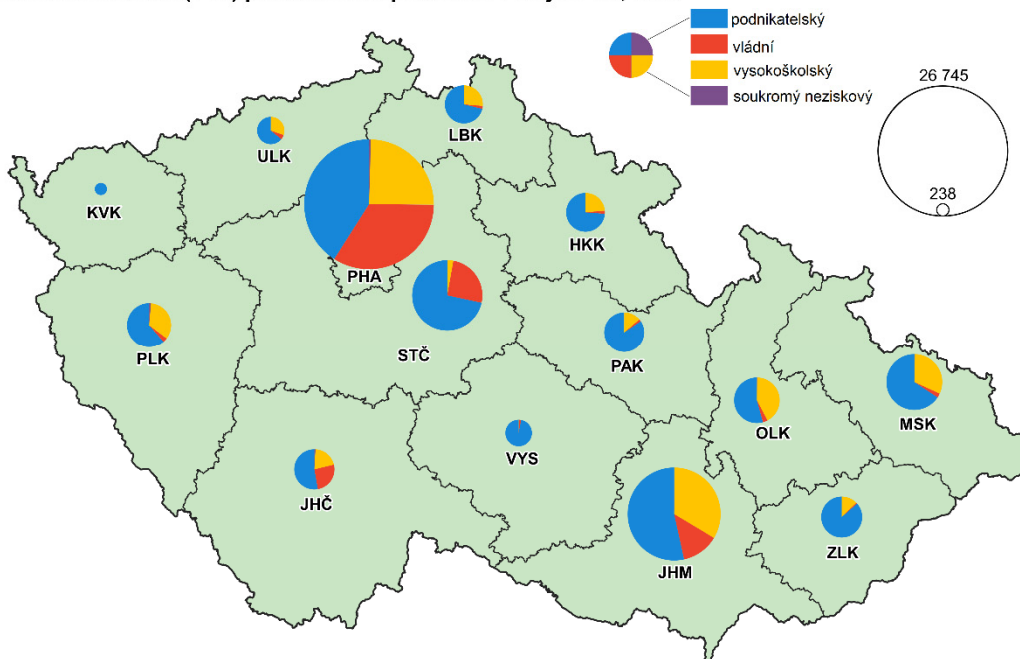 podnikatelský
vládní
vysokoškolský
soukromý neziskový
26 745
238
LBK
ULK
KVK
HKK
PHA
STČ
PLK
PAK
OLK
MSK
VYS
JHČ
JHM
ZLK